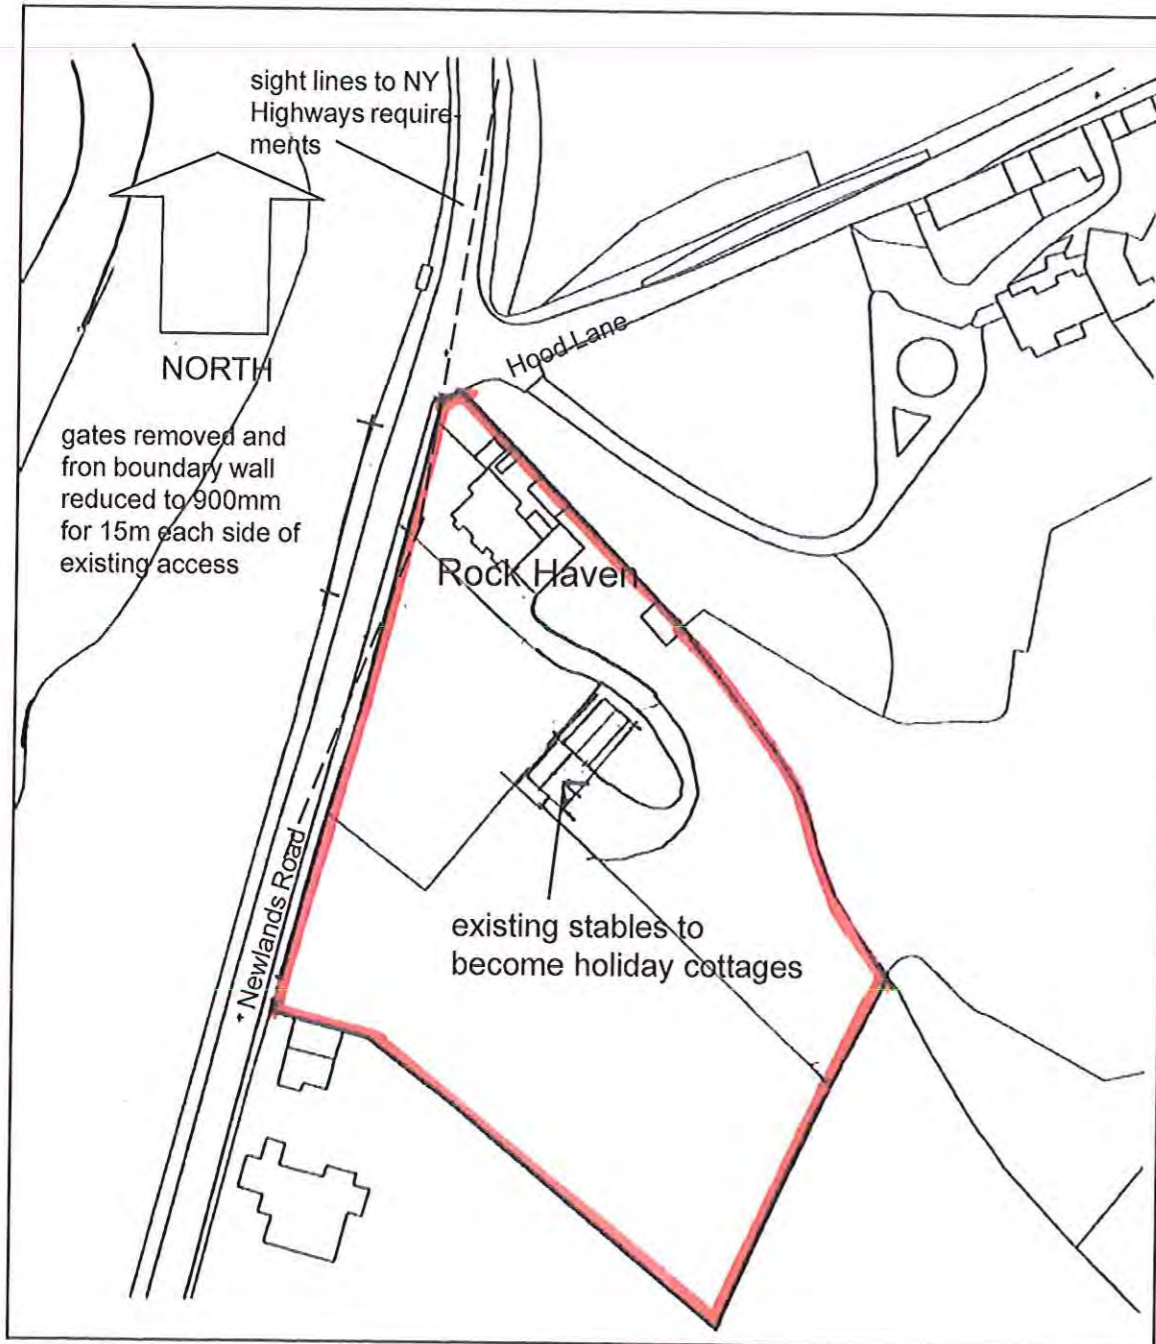 sight lines to NY
Highways require-
ments
NORTH
Hood Lane
gates removed and
fron boundary wall
reduced to 900mm
for 15m each side of
existing access
Rock Haven
Newlands Road
existing stables to
become holiday cottages